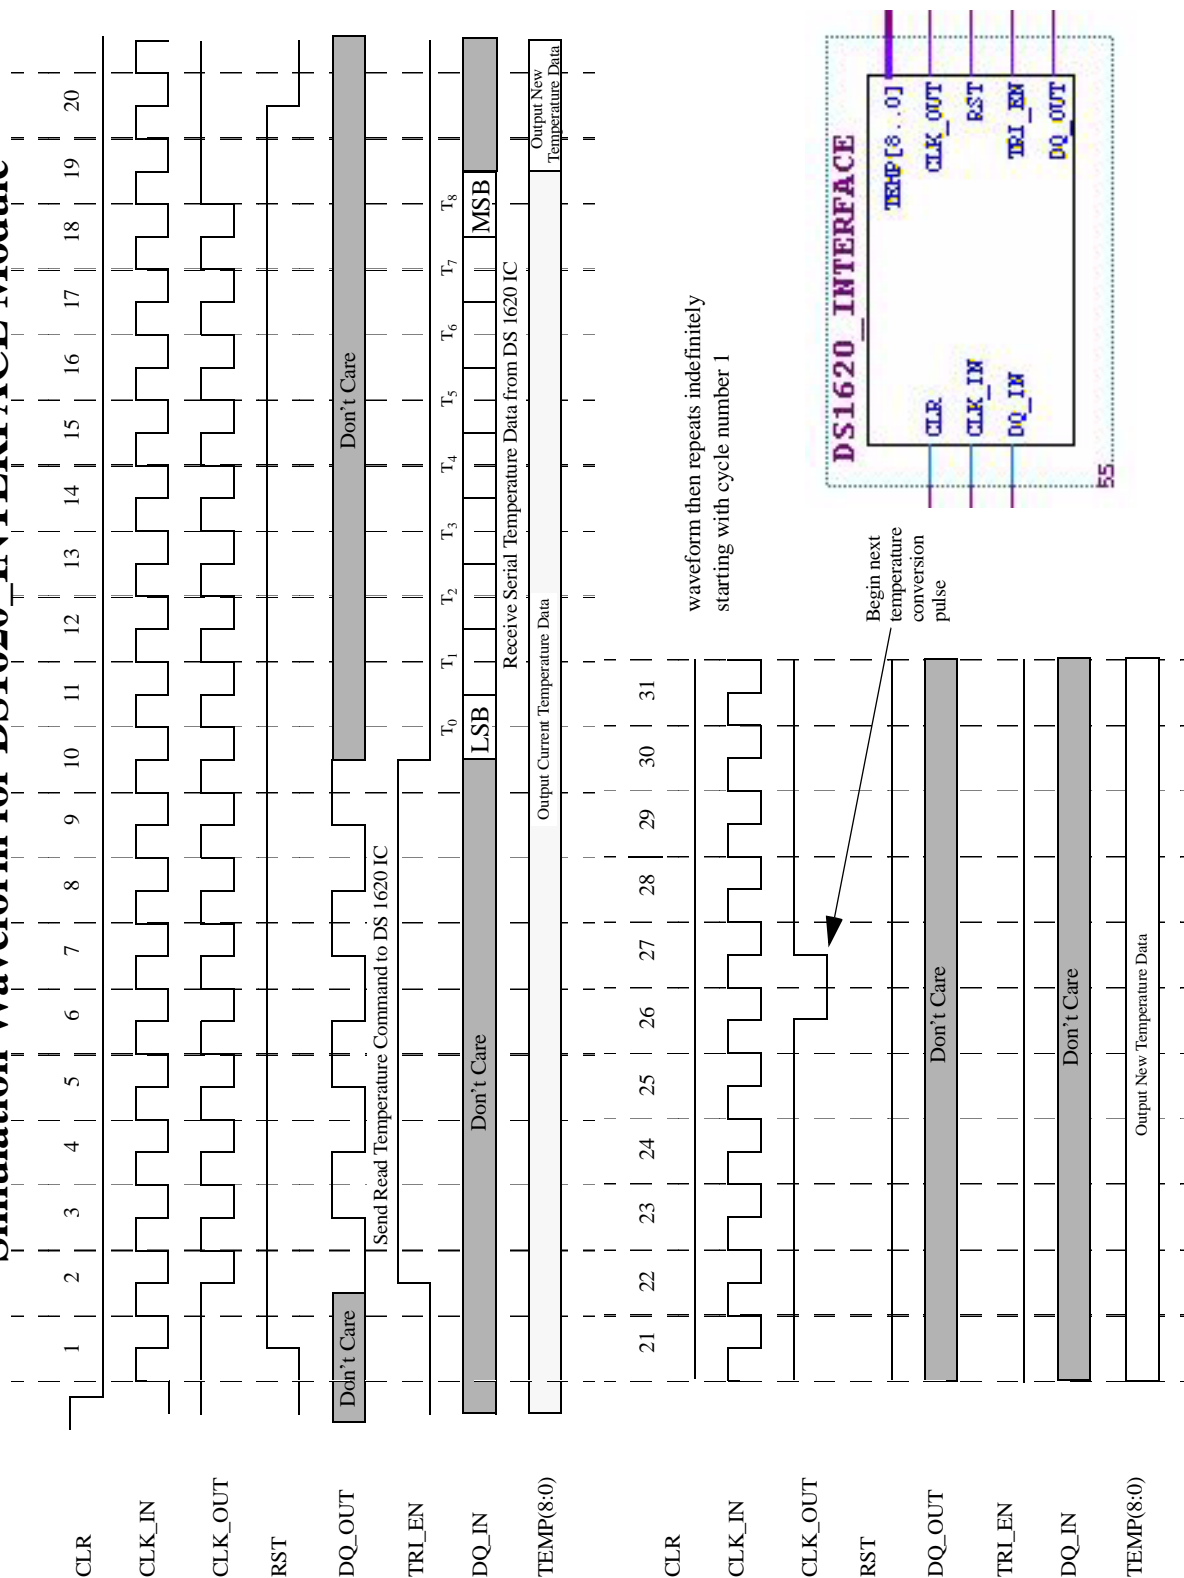 Simulation Waveform for DS1620_INTERFACE Module
1 2 3 4 5 6 7 8 9 10 11 12 13 14 15 16 17 18 19 20
CLR
CLK_IN
CLK_OUT
RST
DQ_OUT Don't Care Don't Care
Send Read Temperature Command to DS 1620 IC
TRI_EN
T0 T1 T2 T3 T4 T5 T6 T7 T8
DQ_IN Don't Care LSB MSB
Receive Serial Temperature Data from DS 1620 IC
TEMP(8:0) Output Current Temperature Data Output New
Temperature Data
21 22 23 24 25 26 27 28 29 30 31
CLR
CLK_IN
CLK_OUT
RST
DQ_OUT Don't Care
TRI_EN
DQ_IN Don't Care
TEMP(8:0) Output New Temperature Data
waveform then repeats indefinitely
starting with cycle number 1
Begin next
temperature
conversion
pulse
DS1620_INTERFACE
TEMP[8..0]
CLR CLK_OUT
CLK_IN RST
DQ_IN TRI_EN
DQ_OUT
55